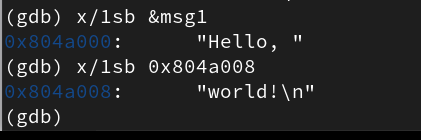 (gdb) x/1sb &msg1
0x804a000:      "Hello, "
(gdb) x/1sb 0x804a008
0x804a008:      "world!\n"
(gdb)